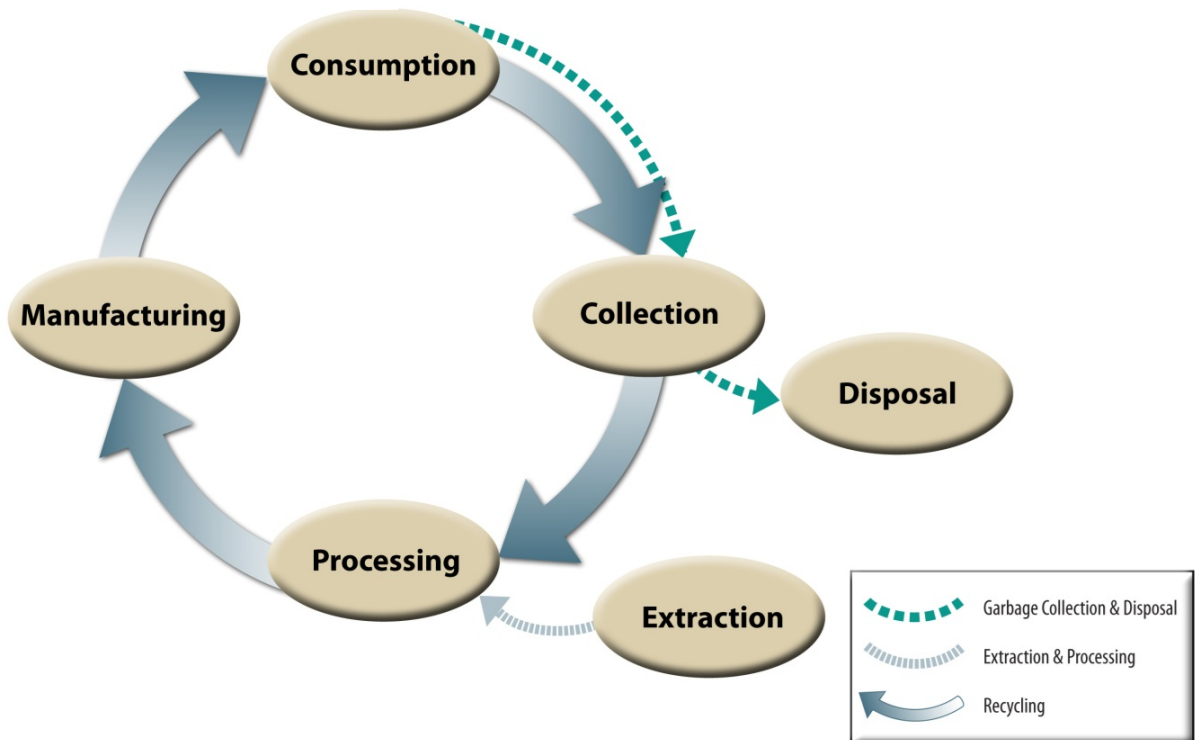 Consumption
Manufacturing
Collection
Disposal
Processing
Extraction
Garbage Collection & Disposal
Extraction & Processing
Recycling